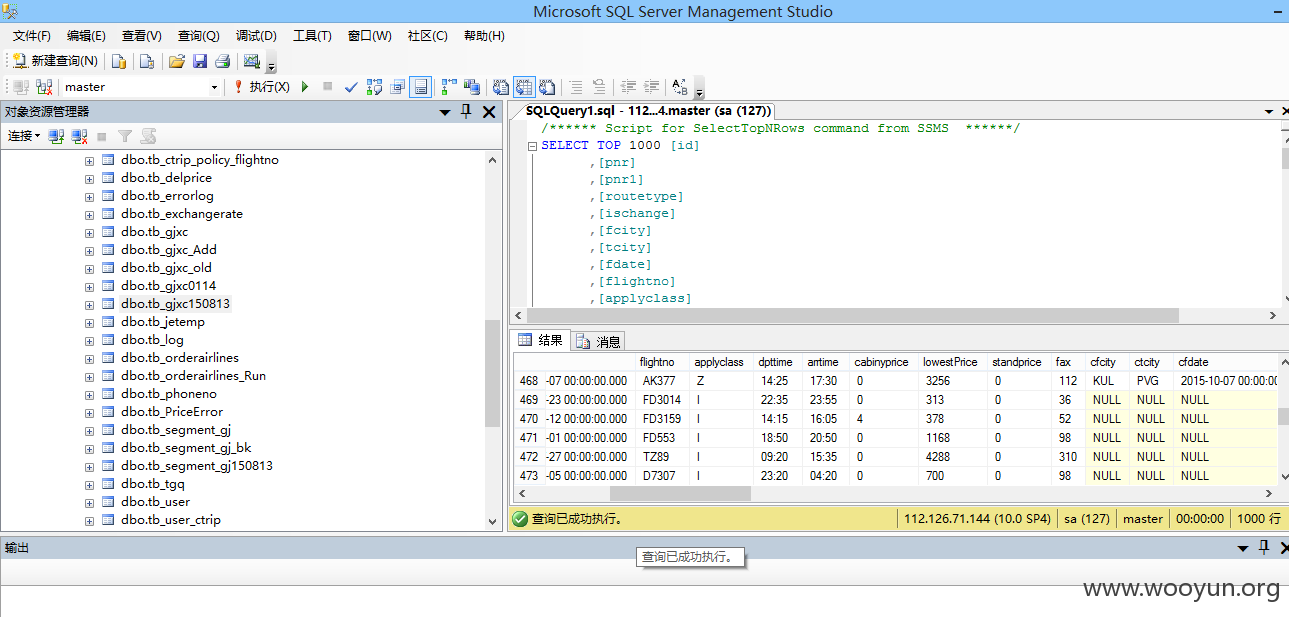 Microsoft SQL Server Management Studio
文件(F) 编辑(E) 查看(V) 查询(Q) 调试(D) 工具(T) 窗口(W) 社区(C) 帮助(H)
新建查询(N)
master 执行(X)
对象资源管理器
连接
dbo.tb_ctrip_policy_flightno
dbo.tb_delprice
dbo.tb_errorlog
dbo.tb_exchangerate
dbo.tb_gjxc
dbo.tb_gjxc_Add
dbo.tb_gjxc_old
dbo.tb_gjxc0114
dbo.tb_gjxc150813
dbo.tb_jetemp
dbo.tb_log
dbo.tb_orderairlines
dbo.tb_orderairlines_Run
dbo.tb_phoneno
dbo.tb_PriceError
dbo.tb_segment_gj
dbo.tb_segment_gj_bk
dbo.tb_segment_gj150813
dbo.tb_tgq
dbo.tb_user
dbo.tb_user_ctrip
SQLQuery1.sql - 112...4.master (sa (127))
/****** Script for SelectTopNRows command from SSMS ******/
SELECT TOP 1000 [id]
,[pnr]
,[pnr1]
,[routetype]
,[ischange]
,[fcity]
,[tcity]
,[fdate]
,[flightno]
,[applyclass]
结果 消息
flightno applyclass dpttime arrtime cabinyprice lowestPrice standprice fax cfcity ctcity cfdate
468 -07 00:00:00.000 AK377 Z 14:25 17:30 0 3256 0 112 KUL PVG 2015-10-07 00:00:00
469 -23 00:00:00.000 FD3014 I 22:35 23:55 0 313 0 36 NULL NULL NULL
470 -12 00:00:00.000 FD3159 I 14:15 16:05 4 378 0 52 NULL NULL NULL
471 -01 00:00:00.000 FD553 I 18:50 20:50 0 1168 0 98 NULL NULL NULL
472 -27 00:00:00.000 TZ89 I 09:20 15:35 0 4288 0 310 NULL NULL NULL
473 -05 00:00:00.000 D7307 I 23:20 04:20 0 700 0 98 NULL NULL NULL
查询已成功执行。 112.126.71.144 (10.0 SP4) sa (127) master 00:00:00 1000 行
输出
查询已成功执行。
www.wooyun.org